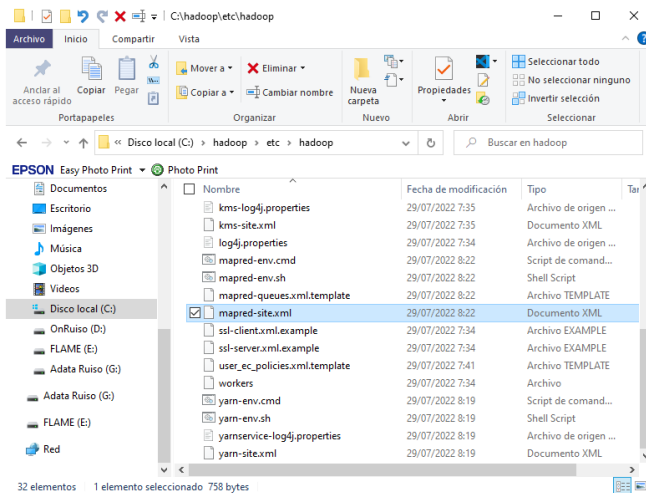 C:\hadoop\etc\hadoop
Archivo Inicio Compartir Vista
Anclar al acceso rápido
Copiar
Pegar
Portapapeles
Mover a
Copiar a
Eliminar
Cambiar nombre
Organizar
Nueva carpeta
Nuevo
Propiedades
Abrir
Seleccionar todo
No seleccionar ninguno
Invertir selección
Seleccionar
« Disco local (C:) > hadoop > etc > hadoop
Buscar en hadoop
EPSON Easy Photo Print Photo Print
Documentos
Escritorio
Imágenes
Música
Objetos 3D
Videos
Disco local (C:)
OnRuiso (D:)
FLAME (E:)
Adata Ruiso (G:)
Adata Ruiso (G:)
FLAME (E:)
Red
Nombre Fecha de modificación Tipo
kms-log4j.properties 29/07/2022 7:35 Archivo de origen ...
kms-site.xml 29/07/2022 7:35 Documento XML
log4j.properties 29/07/2022 7:34 Archivo de origen ...
mapred-env.cmd 29/07/2022 8:22 Script de comand...
mapred-env.sh 29/07/2022 8:22 Shell Script
mapred-queues.xml.template 29/07/2022 8:22 Archivo TEMPLATE
mapred-site.xml 29/07/2022 8:22 Documento XML
ssl-client.xml.example 29/07/2022 7:34 Archivo EXAMPLE
ssl-server.xml.example 29/07/2022 7:34 Archivo EXAMPLE
user_ec_policies.xml.template 29/07/2022 7:41 Archivo TEMPLATE
workers 29/07/2022 7:34 Archivo
yarn-env.cmd 29/07/2022 8:19 Script de comand...
yarn-env.sh 29/07/2022 8:19 Shell Script
yarnservice-log4j.properties 29/07/2022 8:19 Archivo de origen ...
yarn-site.xml 29/07/2022 8:19 Documento XML
32 elementos 1 elemento seleccionado 758 bytes